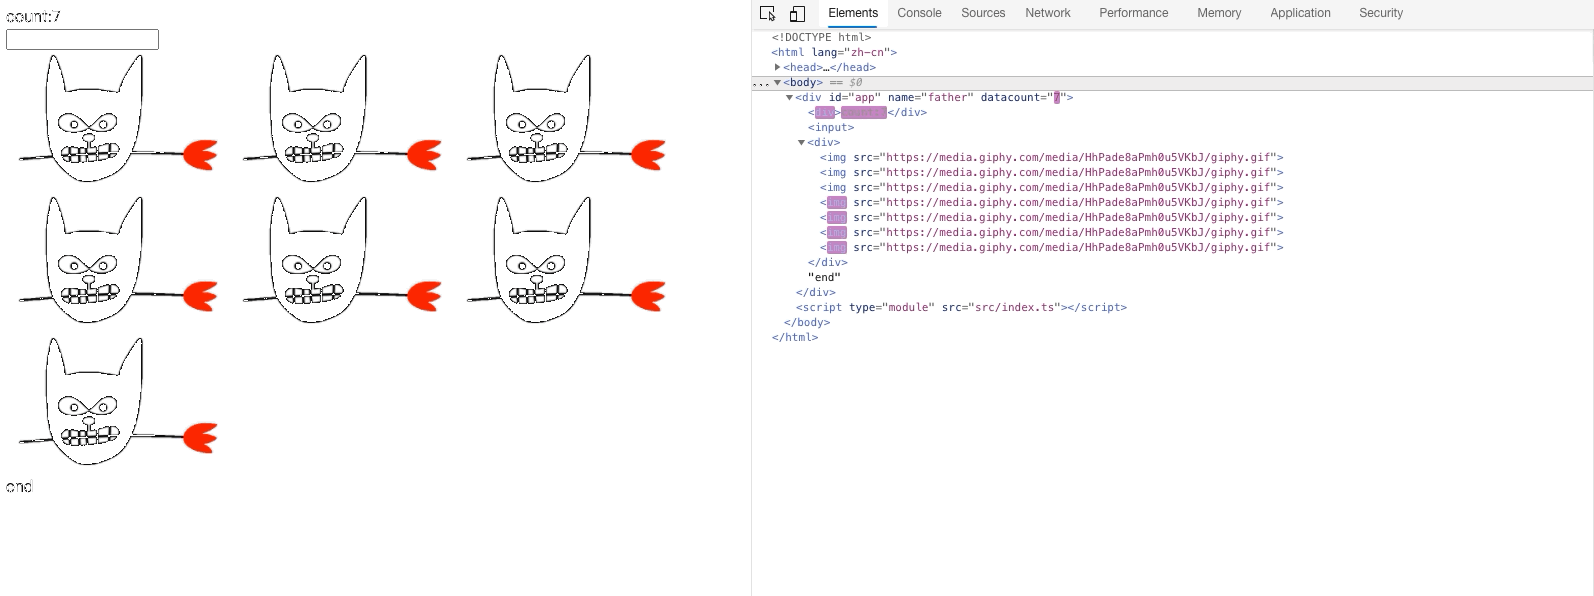 count:7
end
Elements Console Sources Network Performance Memory Application Security
<!DOCTYPE html>
<html lang="zh-cn">
<head>…</head>
... <body> == $0
<div id="app" name="father" datacount="7">
<div></div>
<input>
<div>
<img src="https://media.giphy.com/media/HhPade8aPmh0u5VKbJ/giphy.gif">
<img src="https://media.giphy.com/media/HhPade8aPmh0u5VKbJ/giphy.gif">
<img src="https://media.giphy.com/media/HhPade8aPmh0u5VKbJ/giphy.gif">
<img src="https://media.giphy.com/media/HhPade8aPmh0u5VKbJ/giphy.gif">
<img src="https://media.giphy.com/media/HhPade8aPmh0u5VKbJ/giphy.gif">
<img src="https://media.giphy.com/media/HhPade8aPmh0u5VKbJ/giphy.gif">
<img src="https://media.giphy.com/media/HhPade8aPmh0u5VKbJ/giphy.gif">
</div>
"end"
</div>
<script type="module" src="src/index.ts"></script>
</body>
</html>